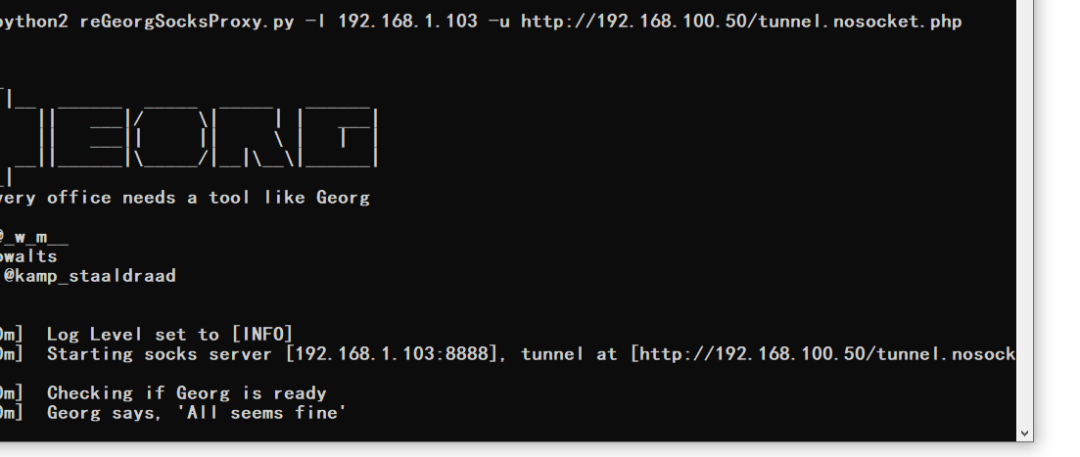 python2 reGeorgSocksProxy.py -l 192.168.1.103 -u http://192.168.100.50/tunnel.nosocket.php
very office needs a tool like Georg
@_w_m__
owalts
@kamp_staaldraad
0m] Log Level set to [INFO]
0m] Starting socks server [192.168.1.103:8888], tunnel at [http://192.168.100.50/tunnel.nosock
0m] Checking if Georg is ready
0m] Georg says, 'All seems fine'